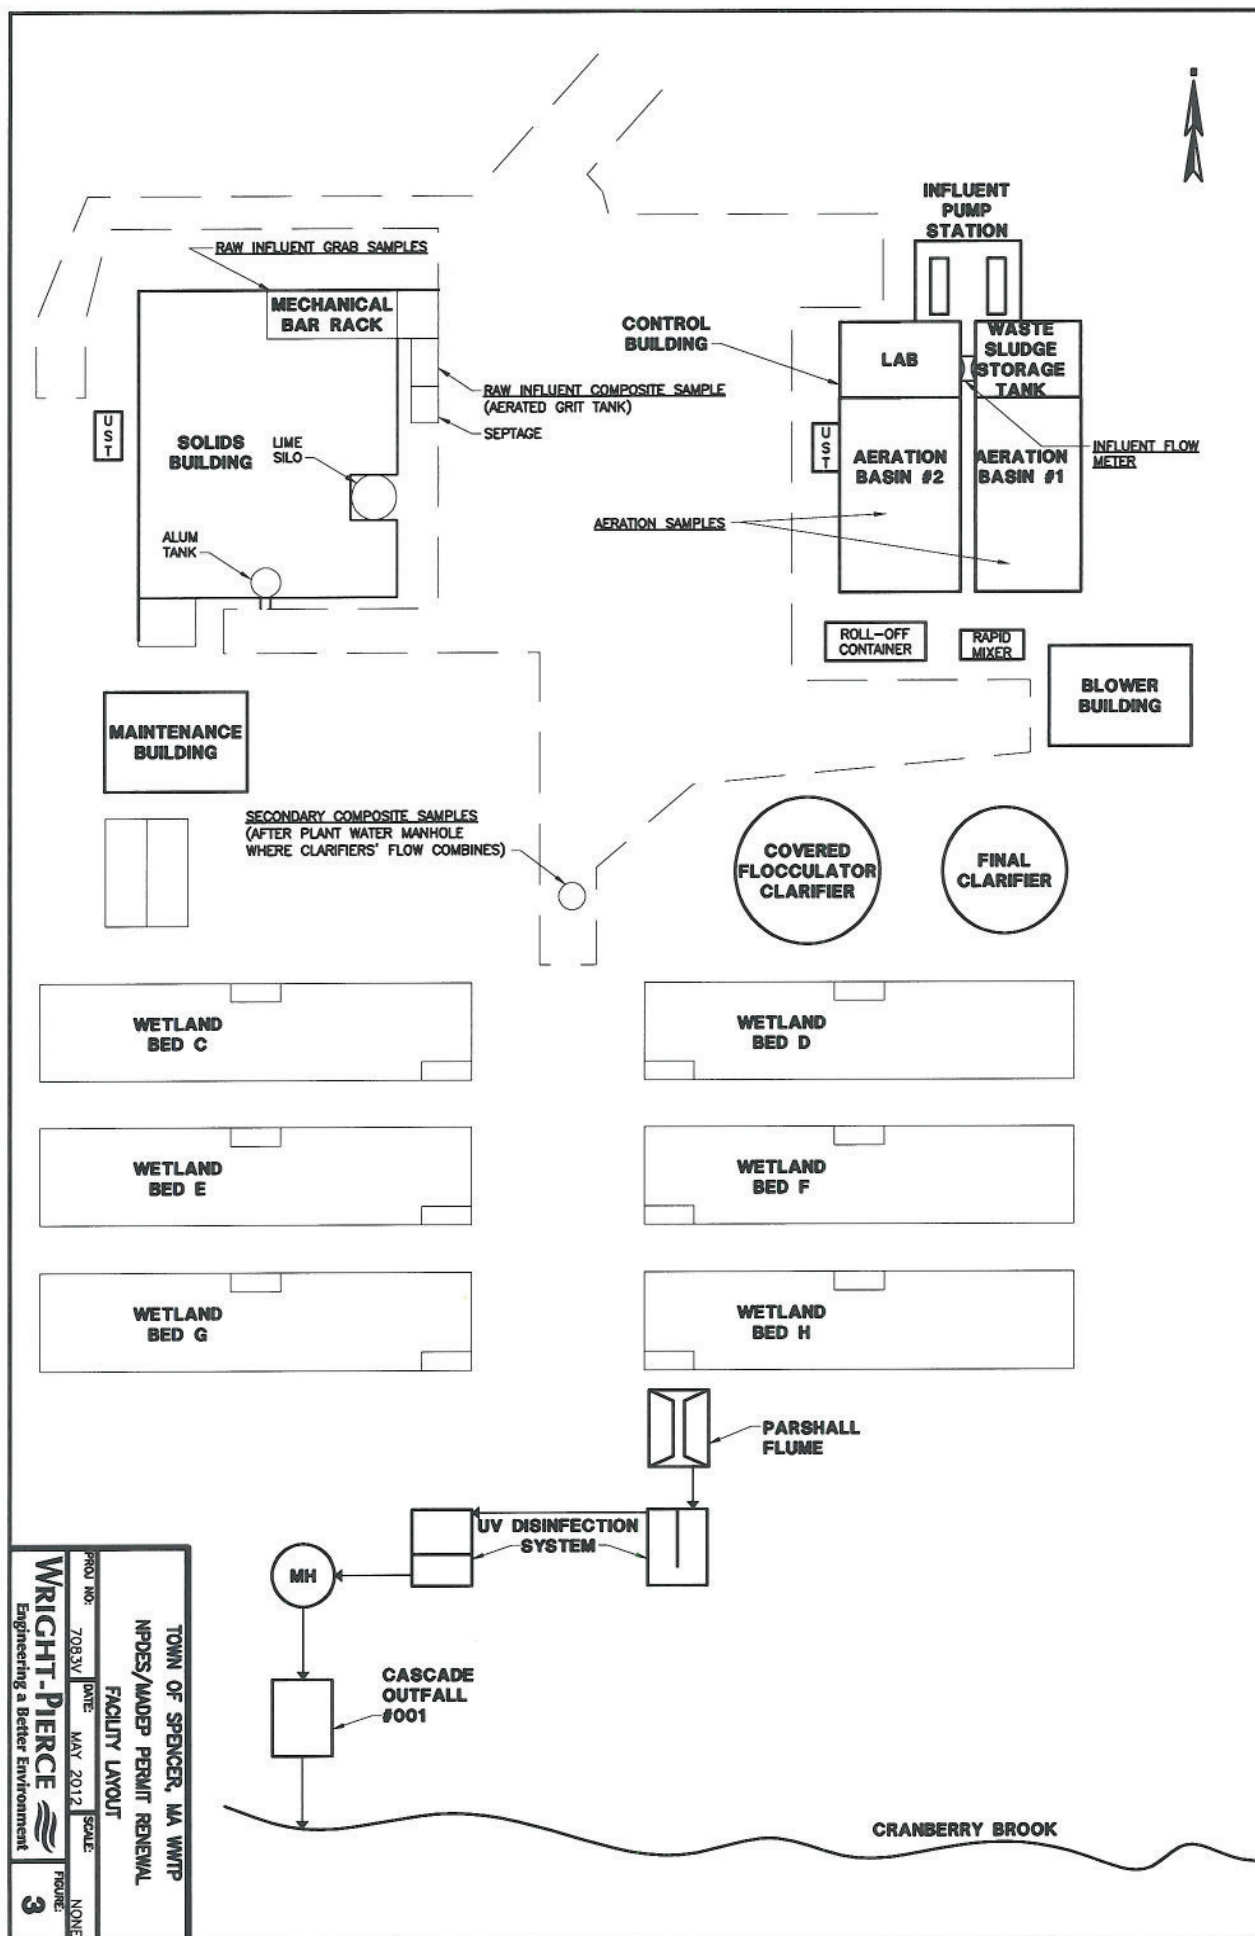 INFLUENT
PUMP
STATION
RAW INFLUENT GRAB SAMPLES
MECHANICAL
BAR RACK
CONTROL
BUILDING
LAB
WASTE
SLUDGE
STORAGE
TANK
RAW INFLUENT COMPOSITE SAMPLE
(AERATED GRIT TANK)
SEPTAGE
UST
SOLIDS
BUILDING
LIME
SILO
UST
AERATION
BASIN #2
AERATION
BASIN #1
INFLUENT FLOW
METER
AERATION SAMPLES
ALUM
TANK
ROLL-OFF
CONTAINER
RAPID
MIXER
BLOWER
BUILDING
MAINTENANCE
BUILDING
SECONDARY COMPOSITE SAMPLES
(AFTER PLANT WATER MANHOLE
WHERE CLARIFIERS' FLOW COMBINES)
COVERED
FLOCCULATOR
CLARIFIER
FINAL
CLARIFIER
WETLAND
BED C
WETLAND
BED D
WETLAND
BED E
WETLAND
BED F
WETLAND
BED G
WETLAND
BED H
PARSHALL
FLUME
UV DISINFECTION
SYSTEM
MH
CASCADE
OUTFALL
#001
CRANBERRY BROOK
TOWN OF SPENCER, MA WWTP
NPDES/MADEP PERMIT RENEWAL
FACILITY LAYOUT
PROJ NO: 7083V DATE: MAY 2012 SCALE: NONE
WRIGHT-PIERCE
Engineering a Better Environment
FIGURE:
3